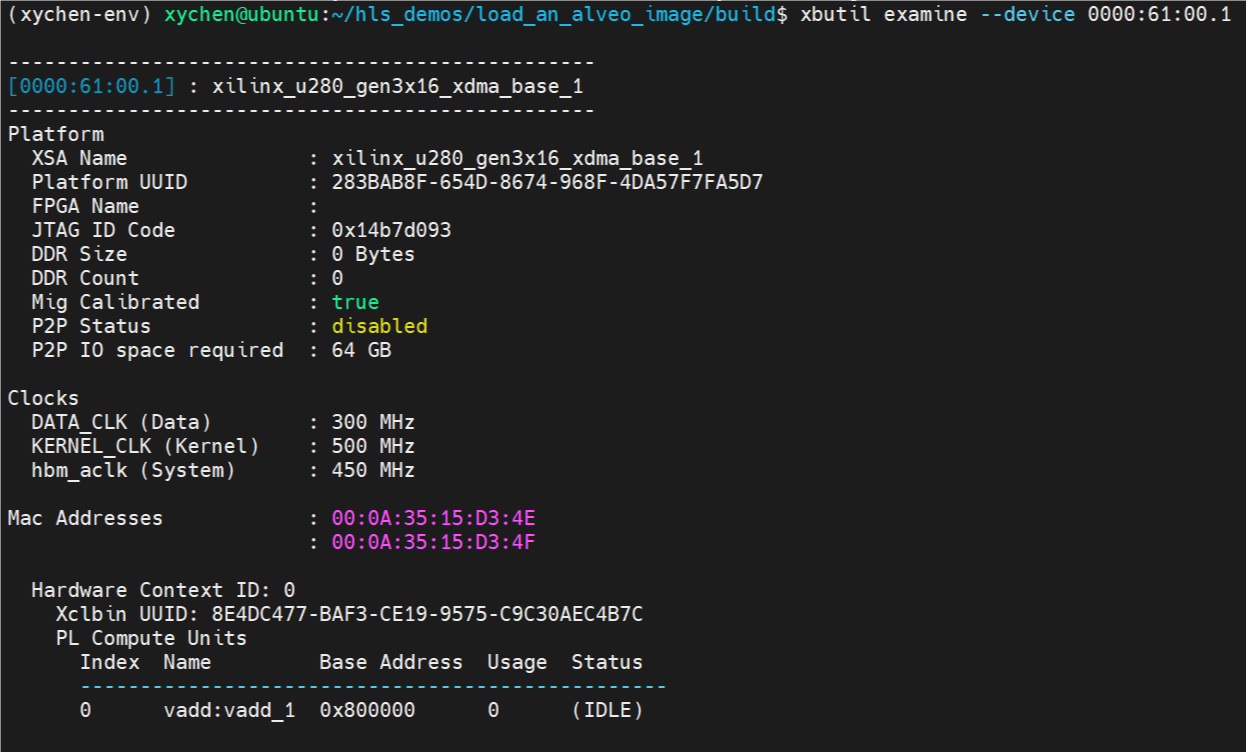 (xychen-env) xychen@ubuntu:~/hls_demos/load_an_alveo_image/build$ xbutil examine --device 0000:61:00.1
-------------------------------------------------
[0000:61:00.1] : xilinx_u280_gen3x16_xdma_base_1
-------------------------------------------------
Platform
  XSA Name               : xilinx_u280_gen3x16_xdma_base_1
  Platform UUID          : 283BAB8F-654D-8674-968F-4DA57F7FA5D7
  FPGA Name              :
  JTAG ID Code           : 0x14b7d093
  DDR Size               : 0 Bytes
  DDR Count              : 0
  Mig Calibrated         : true
  P2P Status             : disabled
  P2P IO space required  : 64 GB
Clocks
  DATA_CLK (Data)        : 300 MHz
  KERNEL_CLK (Kernel)    : 500 MHz
  hbm_aclk (System)      : 450 MHz
Mac Addresses            : 00:0A:35:15:D3:4E
                         : 00:0A:35:15:D3:4F
  Hardware Context ID: 0
    Xclbin UUID: 8E4DC477-BAF3-CE19-9575-C9C30AEC4B7C
    PL Compute Units
      Index  Name         Base Address  Usage  Status
      -------------------------------------------------
      0      vadd:vadd_1  0x800000      0      (IDLE)